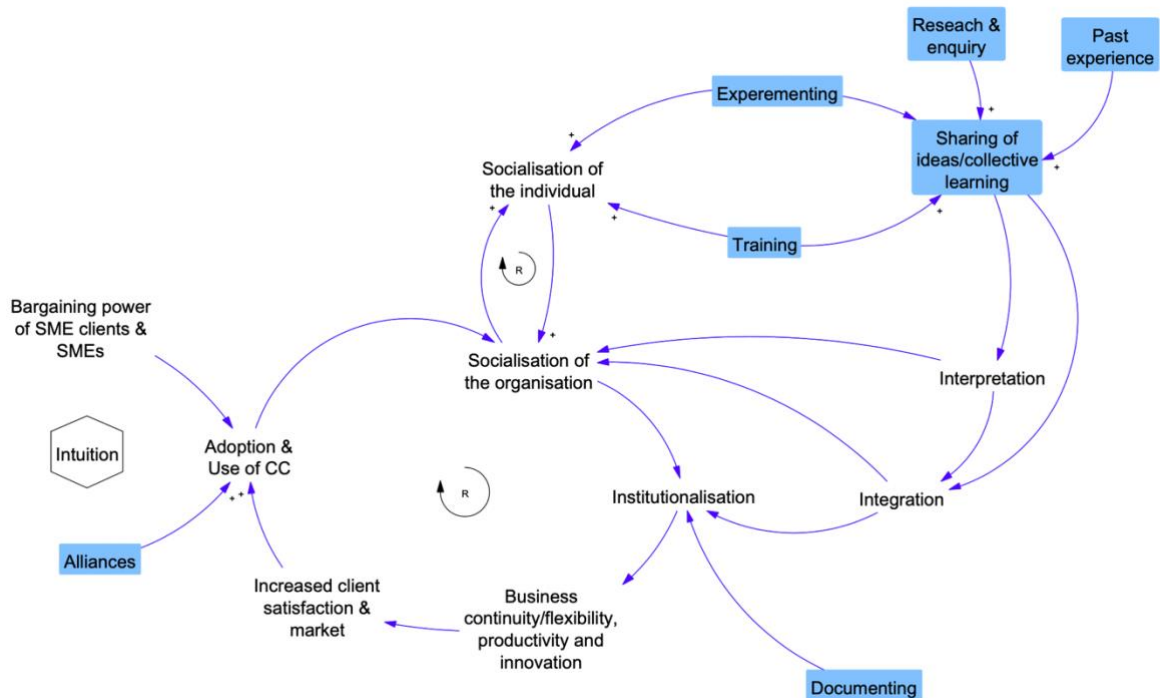 Reseach &
enquiry
Past
experience
Experementing
Sharing of
ideas/collective
learning
Socialisation of
the individual
Training
R
Bargaining power
of SME clients &
SMEs
Socialisation of
the organisation
Interpretation
Intuition
Adoption &
Use of CC
R
Institutionalisation
Integration
Alliances
Increased client
satisfaction &
market
Business
continuity/flexibility,
productivity and
innovation
Documenting
+
+
+
+
+
+
+
+
+
+